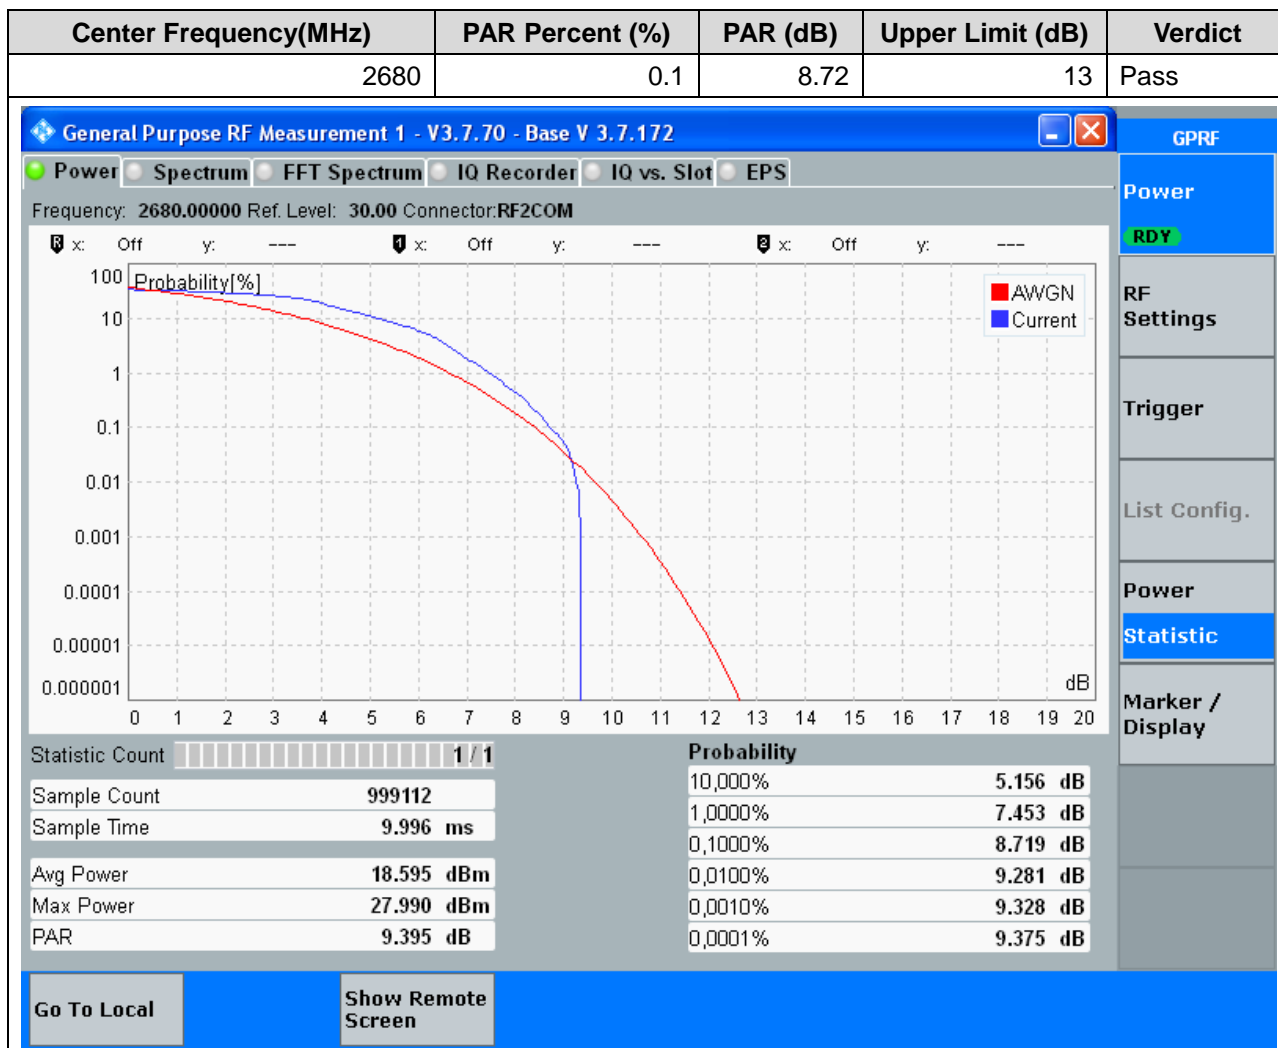 Center Frequency(MHz) PAR Percent (%) PAR (dB) Upper Limit (dB) Verdict
2680 0.1 8.72 13 Pass
General Purpose RF Measurement 1 - V3.7.70 - Base V 3.7.172
GPRF
Power Spectrum FFT Spectrum IQ Recorder IQ vs. Slot EPS
Frequency: 2680.00000 Ref. Level: 30.00 Connector:RF2COM
R x: Off y: --- 1 x: Off y: --- 2 x: Off y: ---
Probability[%]
100
10
1
0.1
0.01
0.001
0.0001
0.00001
0.000001
AWGN
Current
dB
0 1 2 3 4 5 6 7 8 9 10 11 12 13 14 15 16 17 18 19 20
Statistic Count 1 / 1
Sample Count 999112
Sample Time 9.996 ms
Avg Power 18.595 dBm
Max Power 27.990 dBm
PAR 9.395 dB
Probability
10,000% 5.156 dB
1,0000% 7.453 dB
0,1000% 8.719 dB
0,0100% 9.281 dB
0,0010% 9.328 dB
0,0001% 9.375 dB
Power
RDY
RF
Settings
Trigger
List Config.
Power
Statistic
Marker /
Display
Go To Local
Show Remote
Screen